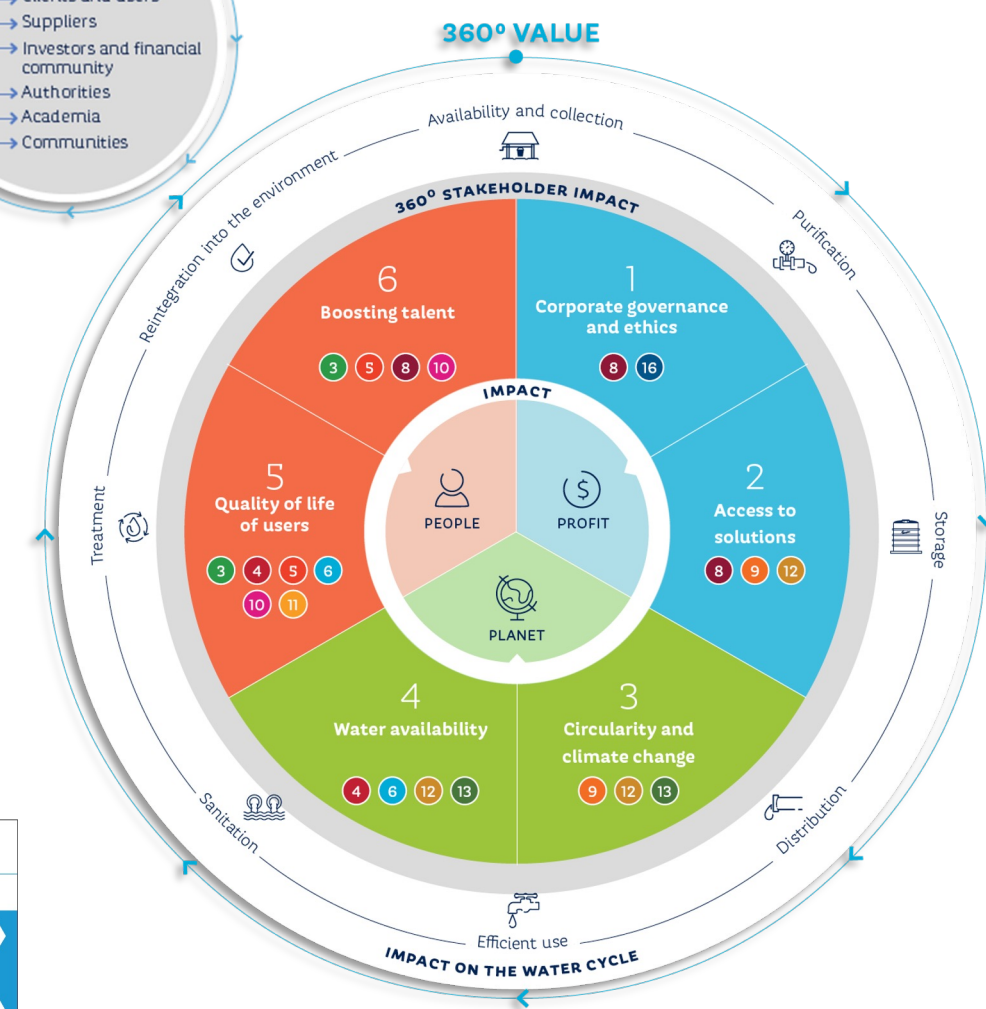 Clients and users
→ Suppliers
→ Investors and financial
community
→ Authorities
→ Academia
→ Communities
360º VALUE
Availability and collection
Purification
Storage
Distribution
Efficient use
Sanitation
Treatment
Reintegration into the environment
IMPACT ON THE WATER CYCLE
360º STAKEHOLDER IMPACT
1
Corporate governance
and ethics
8 16
2
Access to
solutions
8 9 12
3
Circularity and
climate change
9 12 13
4
Water availability
4 6 12 13
5
Quality of life
of users
3 4 5 6
10 11
6
Boosting talent
3 5 8 10
IMPACT
PEOPLE
$
PROFIT
PLANET